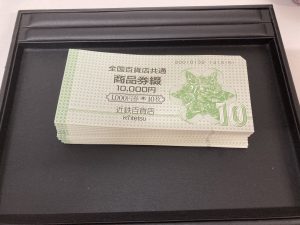 全国百貨店共通
商品券綴
10,000円
1,000円券＊10枚
近鉄百貨店
Kintetsu
10